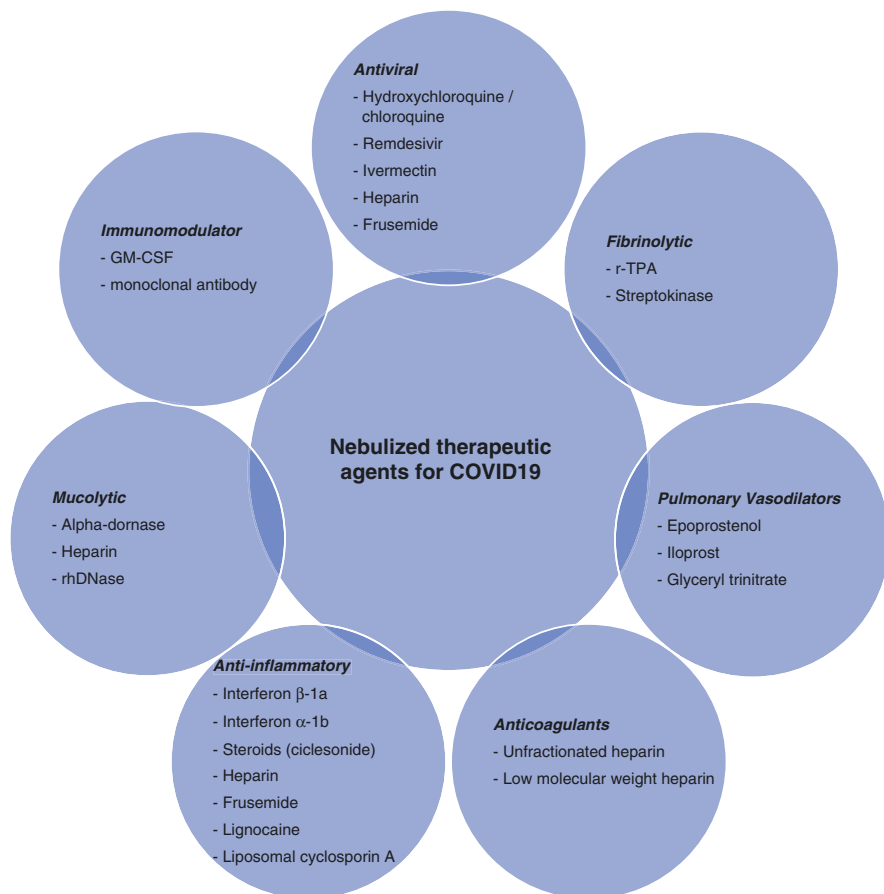 Antiviral
- Hydroxychloroquine /
chloroquine
- Remdesivir
- Ivermectin
- Heparin
- Frusemide
Immunomodulator
- GM-CSF
- monoclonal antibody
Fibrinolytic
- r-TPA
- Streptokinase
Nebulized therapeutic
agents for COVID19
Mucolytic
- Alpha-dornase
- Heparin
- rhDNase
Pulmonary Vasodilators
- Epoprostenol
- Iloprost
- Glyceryl trinitrate
Anti-inflammatory
- Interferon β-1a
- Interferon α-1b
- Steroids (ciclesonide)
- Heparin
- Frusemide
- Lignocaine
- Liposomal cyclosporin A
Anticoagulants
- Unfractionated heparin
- Low molecular weight heparin